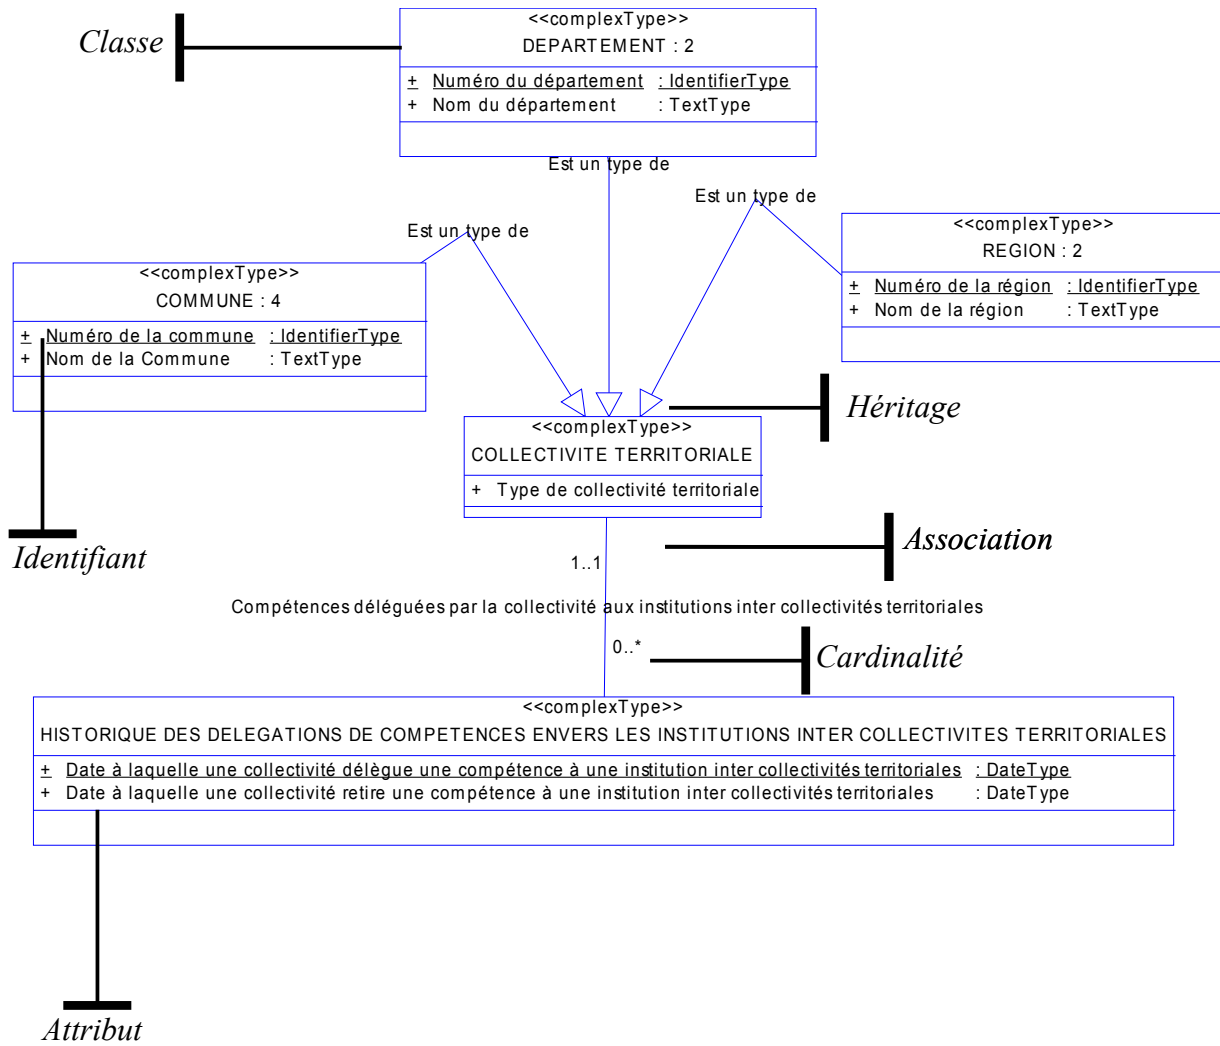 Classe
<<complexType>>
DEPARTEMENT : 2
+ Numéro du département : IdentifierType
+ Nom du département : TextType
Est un type de
Est un type de
Est un type de
<<complexType>>
REGION : 2
+ Numéro de la région : IdentifierType
+ Nom de la région : TextType
<<complexType>>
COMMUNE : 4
+ Numéro de la commune : IdentifierType
+ Nom de la Commune : TextType
Héritage
<<complexType>>
COLLECTIVITE TERRITORIALE
+ Type de collectivité territoriale
Identifiant
Association
1..1
Compétences déléguées par la collectivité aux institutions inter collectivités territoriales
0..*
Cardinalité
<<complexType>>
HISTORIQUE DES DELEGATIONS DE COMPETENCES ENVERS LES INSTITUTIONS INTER COLLECTIVITES TERRITORIALES
+ Date à laquelle une collectivité délègue une compétence à une institution inter collectivités territoriales : DateType
+ Date à laquelle une collectivité retire une compétence à une institution inter collectivités territoriales : DateType
Attribut